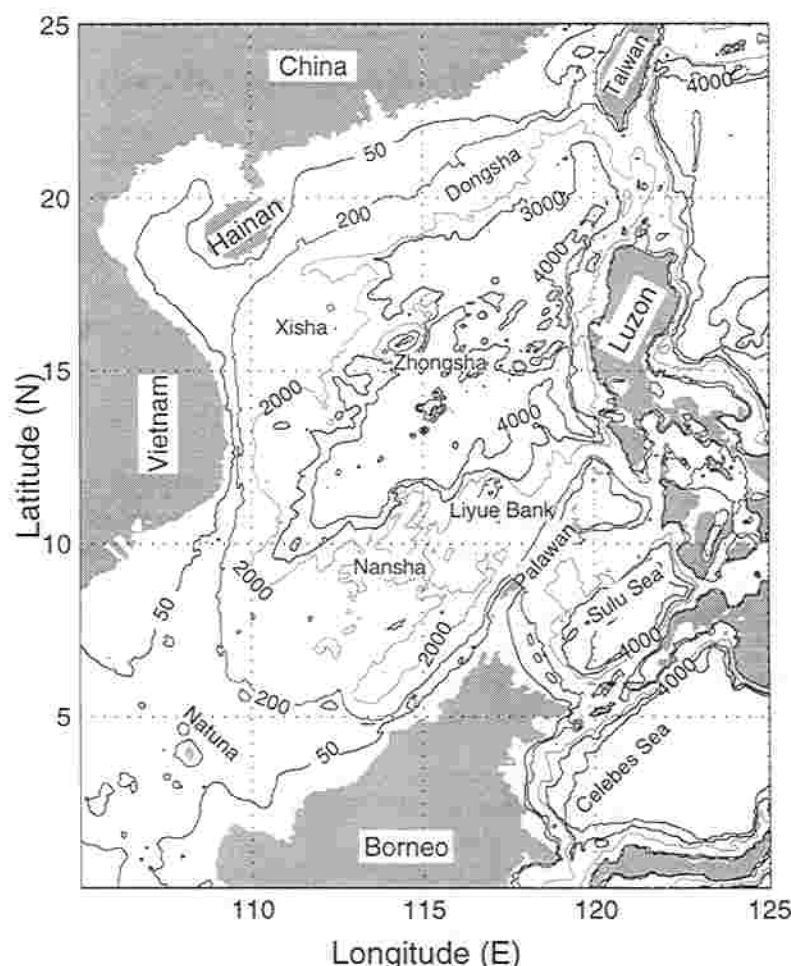 25
China
Taiwan
4000
50
20
200
Dongsha
Hainan
3000
4000
Xisha
Luzon
15
Zhongsha
2000
4000
Vietnam
Latitude (N)
Liyue Bank
10
Nansha
Palawan
2000
Sulu Sea
50
2000
4000
4000
200
5
Natuna
50
Celebes Sea
Borneo
110
115
120
125
Longitude (E)